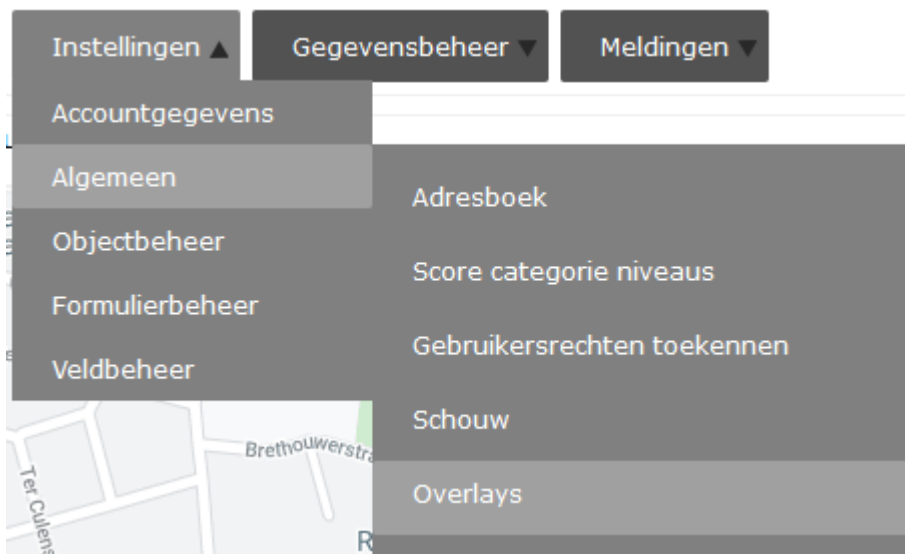 Instellingen ▲ Gegevensbeheer ▼ Meldingen ▼
Accountgegevens
Algemeen
Adresboek
Objectbeheer
Score categorie niveaus
Formulierbeheer
Gebruikersrechten toekennen
Veldbeheer
Schouw
Brethouwerstra
Ter Culens
Overlays
R